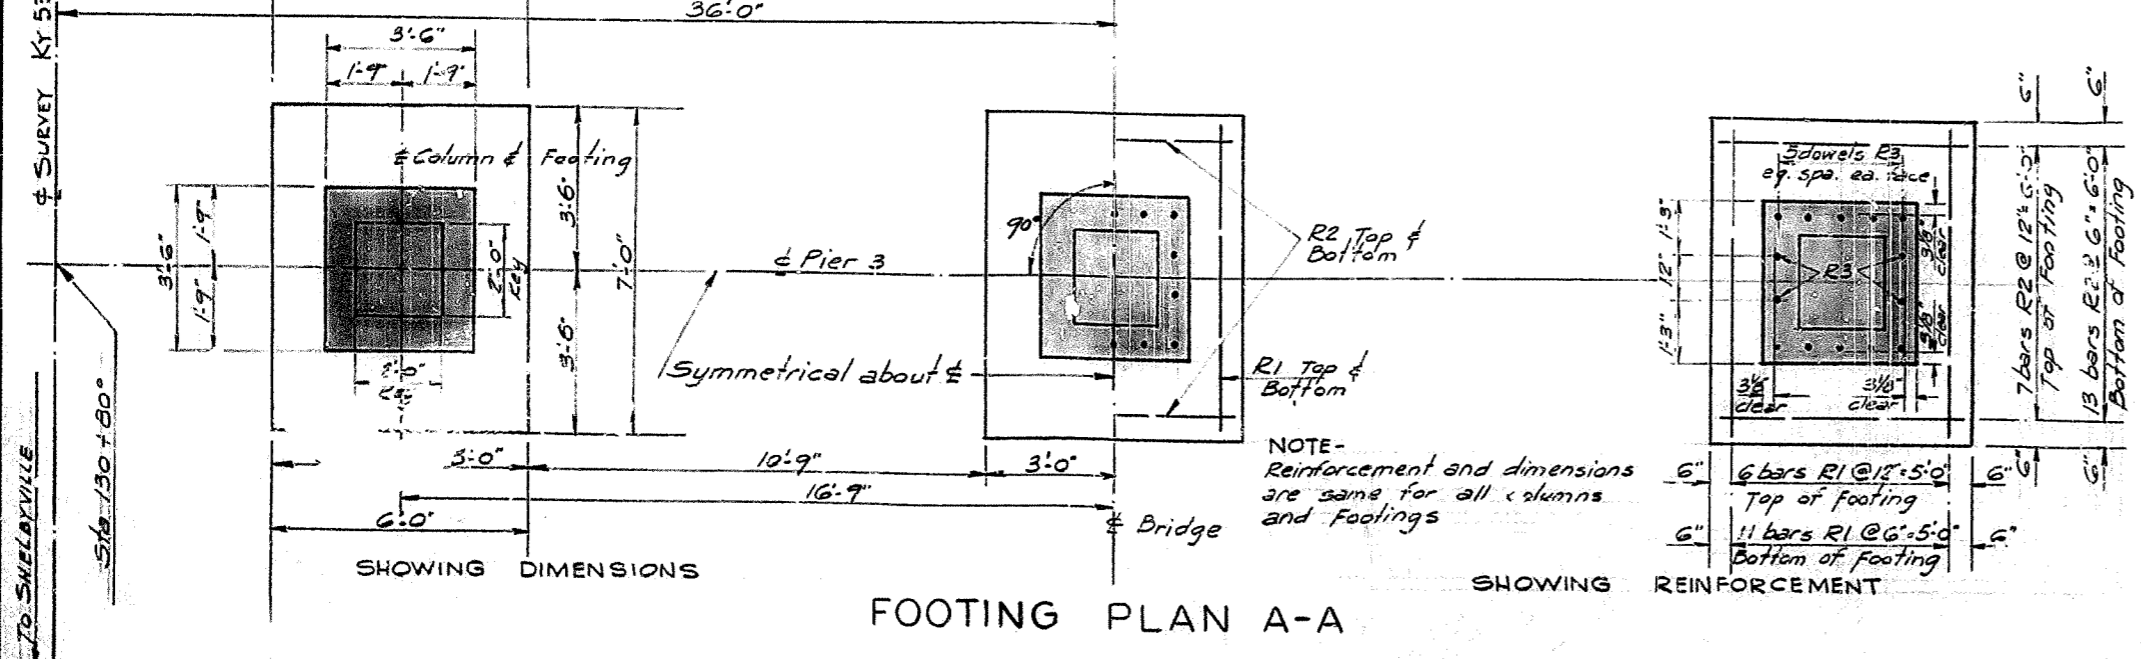 36'-0"
3'-6"
1'-9" 1'-9"
℄ SURVEY KY 53
℄ Column & Footing
3'-6"
7'-0"
3'-6"
3'-6"
1'-9"
1'-9"
2'-0"
Key
2'-0"
Key
℄ Pier 3
Symmetrical about ℄
90°
R2 Top &
Bottom
R1 Top &
Bottom
5 dowels R3
eq. spa. ea. face
R3
1'-3"
12"
1'-3"
3⅛"
clear
3⅛"
clear
3⅛"
clear
3⅛"
clear
6"
7 bars R2 @ 12"=6'-0"
Top of Footing
6"
6"
13 bars R2 @ 6"=6'-0"
Bottom of Footing
6"
3'-0" 10'-9" 3'-0"
16'-9"
6'-0"
℄ Bridge
NOTE-
Reinforcement and dimensions
are same for all columns
and Footings
6" 6 bars R1 @ 12"=5'-0" 6"
Top of Footing
6" 11 bars R1 @ 6"=5'-0" 6"
Bottom of Footing
TO SHELBYVILLE
Sta 130+80°
SHOWING DIMENSIONS
SHOWING REINFORCEMENT
FOOTING PLAN A-A